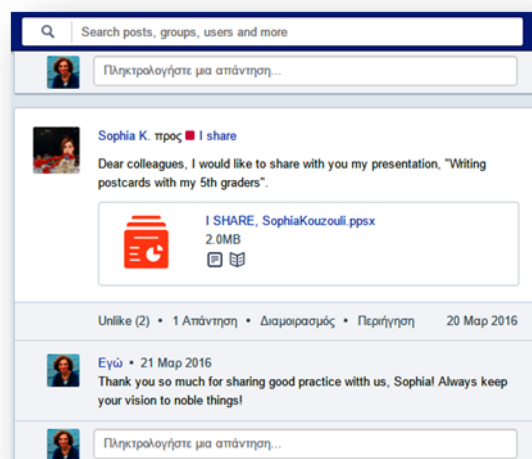 Search posts, groups, users and more
Πληκτρολογήστε μια απάντηση...
Sophia K. προς I share
Dear colleagues, I would like to share with you my presentation, "Writing
postcards with my 5th graders".
I SHARE, SophiaKouzouli.ppsx
2.0MB
Unlike (2) • 1 Απάντηση • Διαμοιρασμός • Περιήγηση 20 Μαρ 2016
Εγώ • 21 Μαρ 2016
Thank you so much for sharing good practice witth us, Sophia! Always keep
your vision to noble things!
Πληκτρολογήστε μια απάντηση...